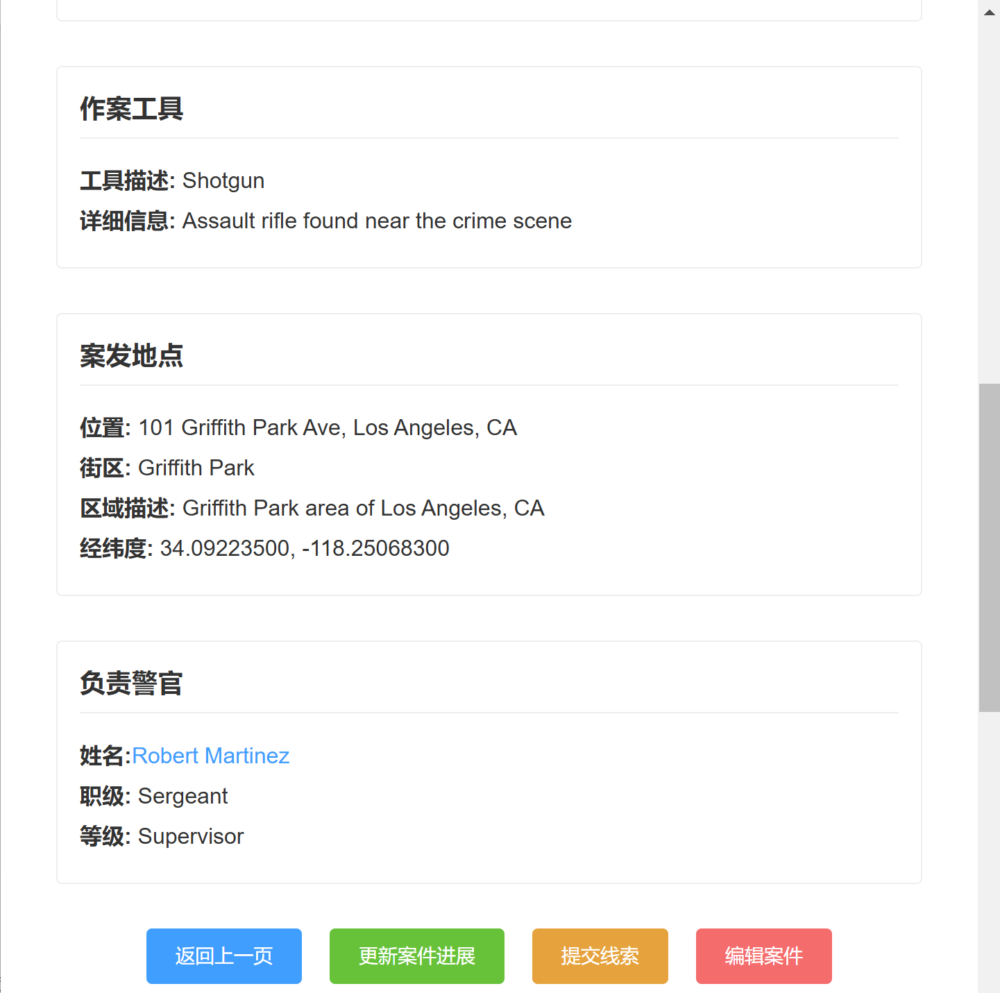 作案工具
工具描述: Shotgun
详细信息: Assault rifle found near the crime scene
案发地点
位置: 101 Griffith Park Ave, Los Angeles, CA
街区: Griffith Park
区域描述: Griffith Park area of Los Angeles, CA
经纬度: 34.09223500, -118.25068300
负责警官
姓名:Robert Martinez
职级: Sergeant
等级: Supervisor
返回上一页 更新案件进展 提交线索 编辑案件